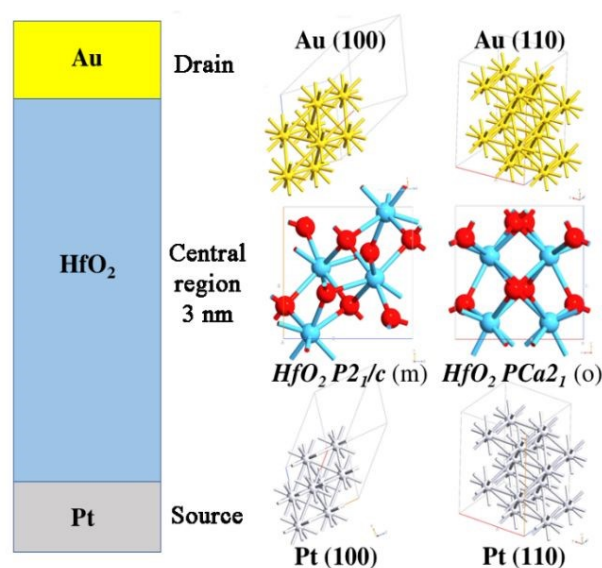 Au
Drain
HfO₂
Central
region
3 nm
Pt
Source
Au (100)
Au (110)
HfO₂ P2₁/c (m)
HfO₂ PCa2₁ (o)
Pt (100)
Pt (110)